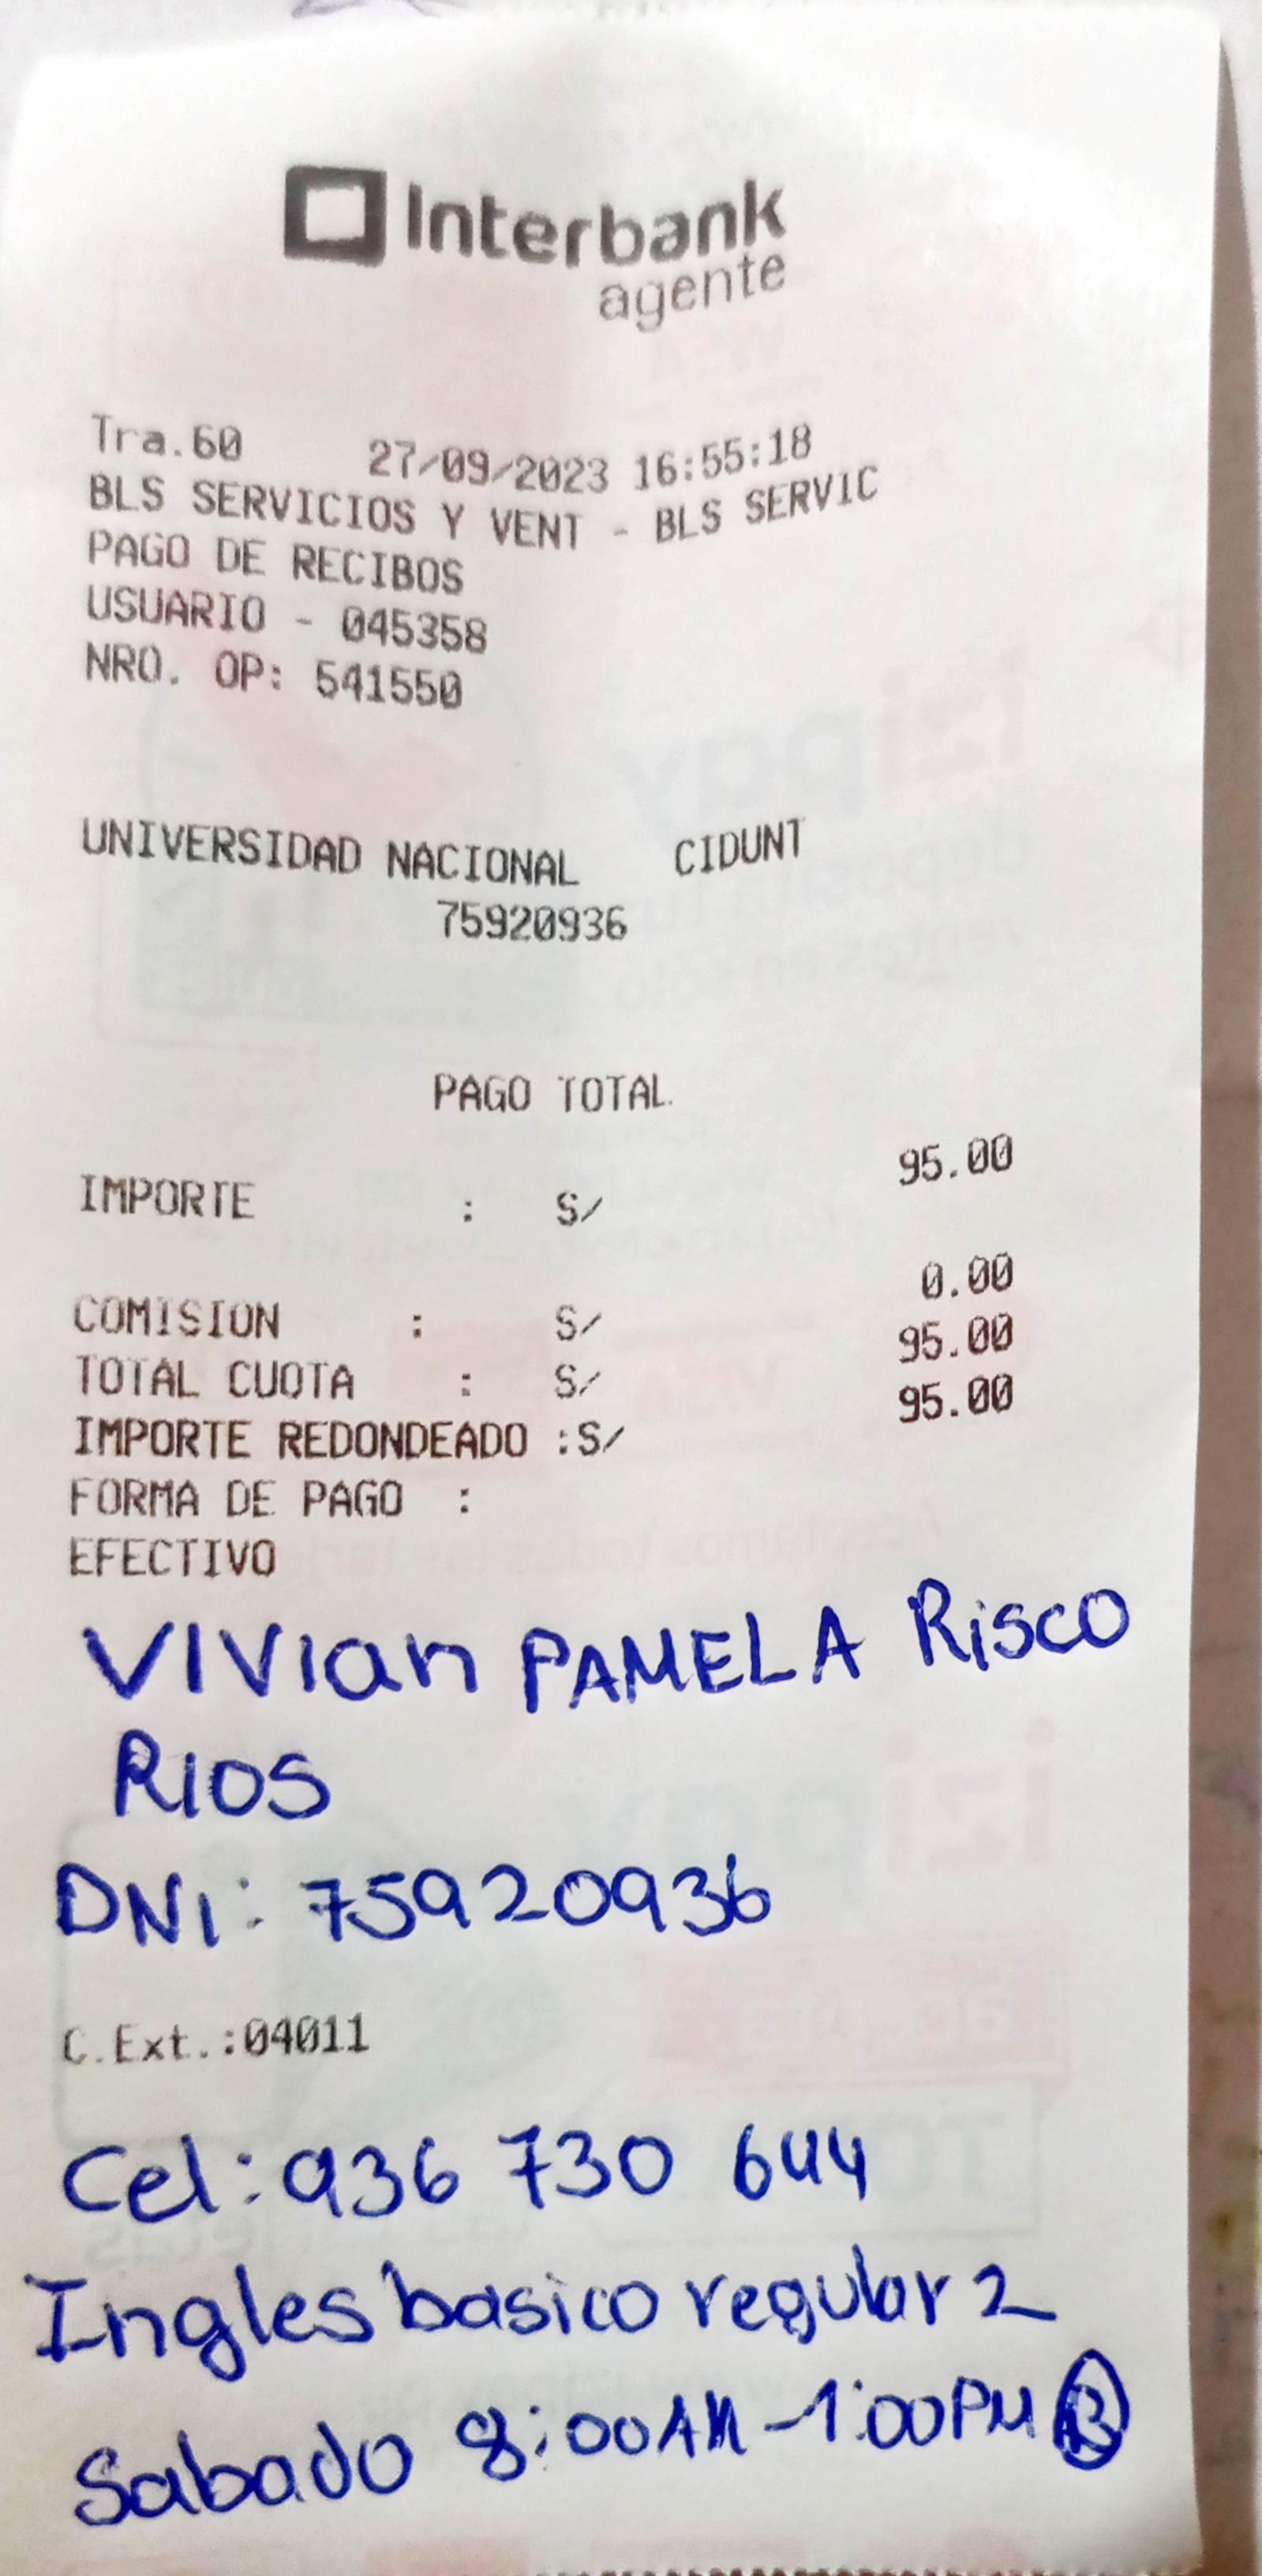 Interbank
agente
Tra.60 27/09/2023 16:55:18
BLS SERVICIOS Y VENT - BLS SERVIC
PAGO DE RECIBOS
USUARIO - 045358
NRO. OP: 541550
UNIVERSIDAD NACIONAL CIDUNT
75920936
PAGO TOTAL
IMPORTE : S/ 95.00
COMISION : S/ 0.00
TOTAL CUOTA : S/ 95.00
IMPORTE REDONDEADO :S/ 95.00
FORMA DE PAGO :
EFECTIVO
VIVian PAMELA Risco
RIOS
DNI: 75920936
C.Ext.:04011
Cel: 936 730 644
Ingles basico regular 2
Sabado 8:00AM - 1:00PM B